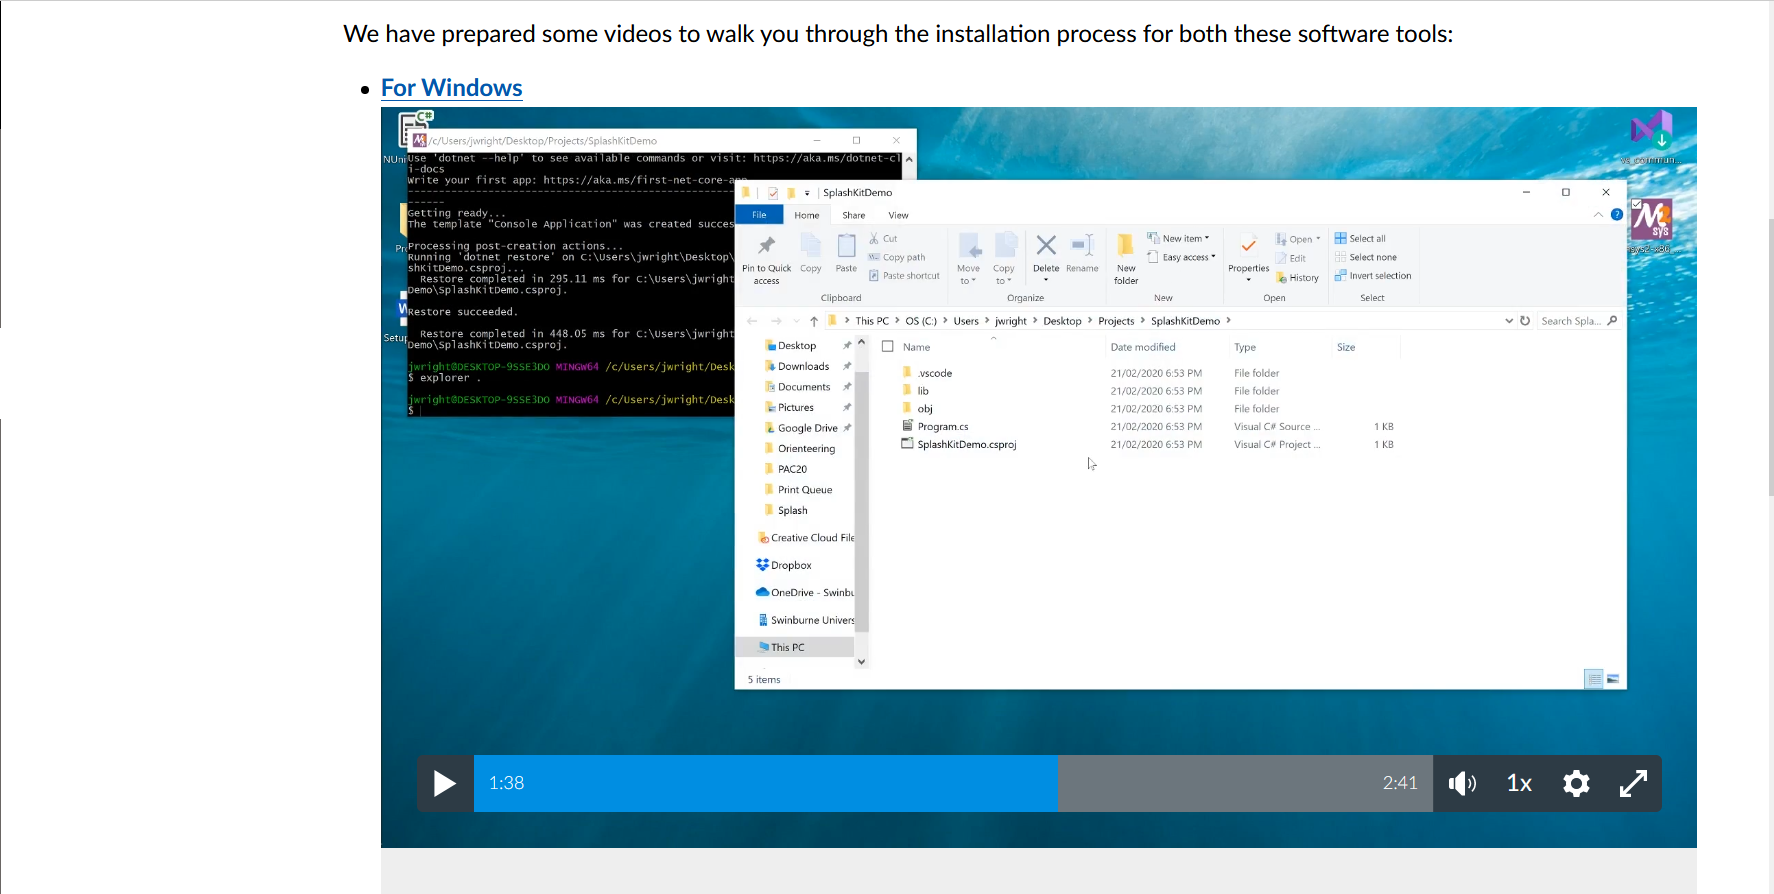 We have prepared some videos to walk you through the installation process for both these software tools:
For Windows
C#
NUni
/c/Users/jwright/Desktop/Projects/SplashKitDemo
Use 'dotnet --help' to see available commands or visit: https://aka.ms/dotnet-cl
i-docs
Write your first app: https://aka.ms/first-net-core-app
--------------------------------------------------
------
Getting ready...
The template "Console Application" was created succes
Processing post-creation actions...
Running 'dotnet restore' on C:\Users\jwright\Desktop\
shKitDemo.csproj...
Restore completed in 295.11 ms for C:\Users\jwright
Demo\SplashKitDemo.csproj.
Restore succeeded.
Restore completed in 448.05 ms for C:\Users\jwright
Demo\SplashKitDemo.csproj.
jwright@DESKTOP-9SSE3DO MINGW64 /c/Users/jwright/Desk
$ explorer .
jwright@DESKTOP-9SSE3DO MINGW64 /c/Users/jwright/Desk
$
Pr
W
Setup
SplashKitDemo
File Home Share View
Pin to Quick access
Copy
Paste
Cut
Copy path
Paste shortcut
Clipboard
Move to
Copy to
Delete
Rename
Organize
New folder
New item
Easy access
New
Properties
Open
Edit
History
Open
Select all
Select none
Invert selection
Select
This PC > OS (C:) > Users > jwright > Desktop > Projects > SplashKitDemo >
Search Spla...
Desktop
Downloads
Documents
Pictures
Google Drive
Orienteering
PAC20
Print Queue
Splash
Creative Cloud File
Dropbox
OneDrive - Swinbu
Swinburne Univers
This PC
Name Date modified Type Size
.vscode 21/02/2020 6:53 PM File folder
lib 21/02/2020 6:53 PM File folder
obj 21/02/2020 6:53 PM File folder
Program.cs 21/02/2020 6:53 PM Visual C# Source ... 1 KB
SplashKitDemo.csproj 21/02/2020 6:53 PM Visual C# Project ... 1 KB
5 items
vs_commun...
sys
1:38
2:41
1x